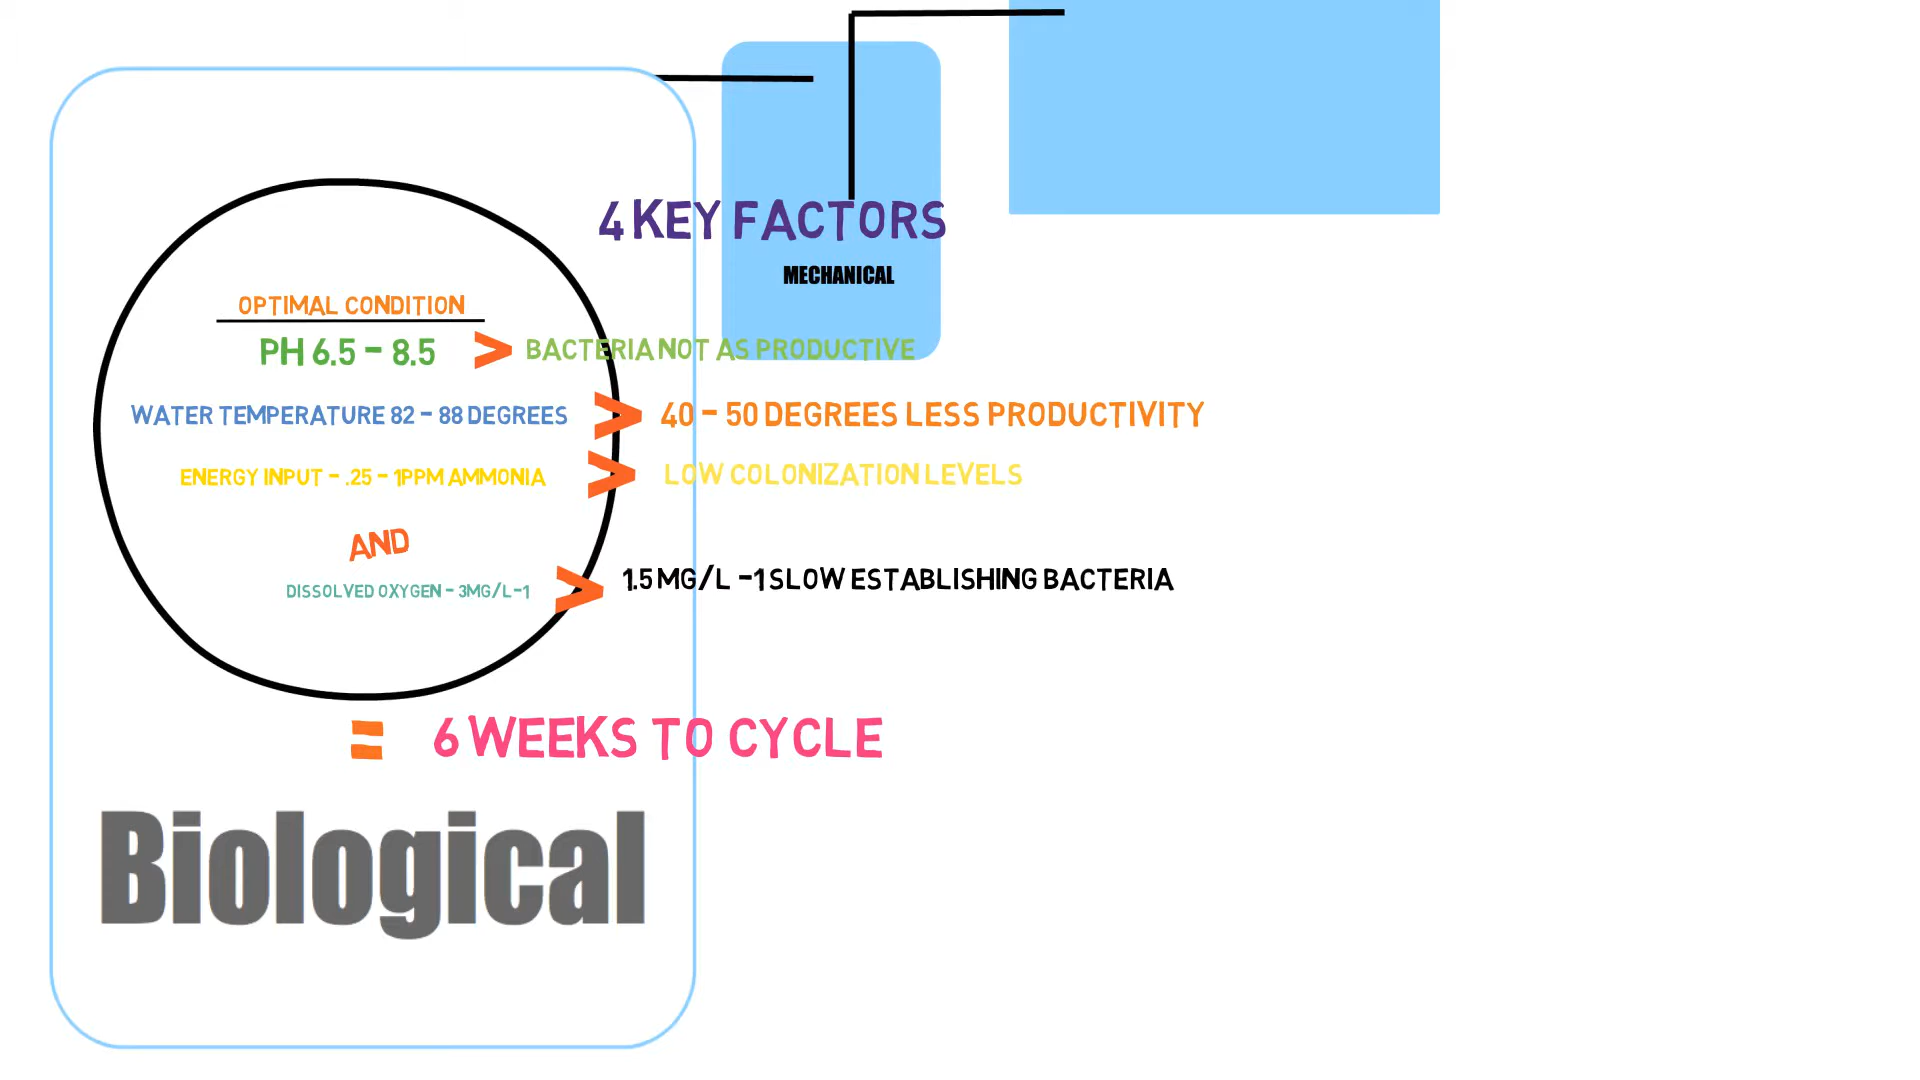 4 KEY FACTORS
MECHANICAL
OPTIMAL CONDITION
PH 6.5 - 8.5 > BACTERIA NOT AS PRODUCTIVE
WATER TEMPERATURE 82 - 88 DEGREES > 40 - 50 DEGREES LESS PRODUCTIVITY
ENERGY INPUT - .25 - 1PPM AMMONIA > LOW COLONIZATION LEVELS
AND
DISSOLVED OXYGEN - 3MG/L-1 > 1.5 MG/L -1 SLOW ESTABLISHING BACTERIA
= 6 WEEKS TO CYCLE
Biological